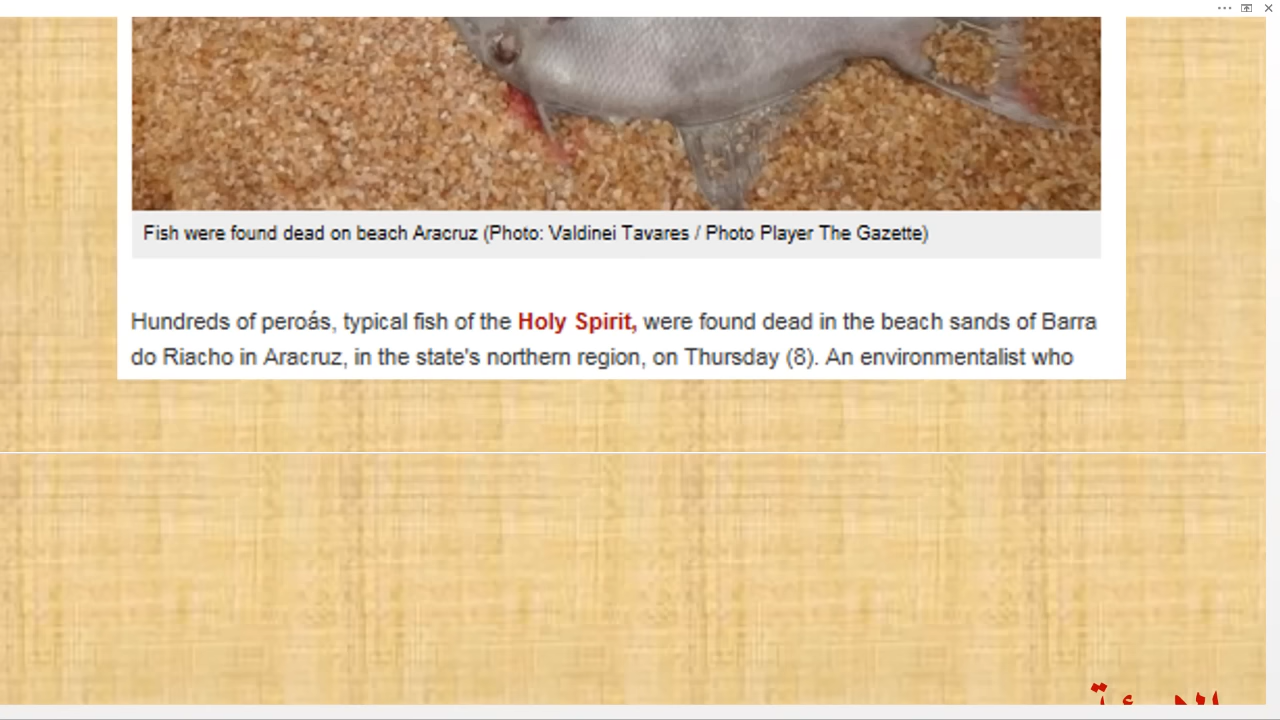 Fish were found dead on beach Aracruz (Photo: Valdinei Tavares / Photo Player The Gazette)
Hundreds of peroás, typical fish of the Holy Spirit, were found dead in the beach sands of Barra
do Riacho in Aracruz, in the state's northern region, on Thursday (8). An environmentalist who